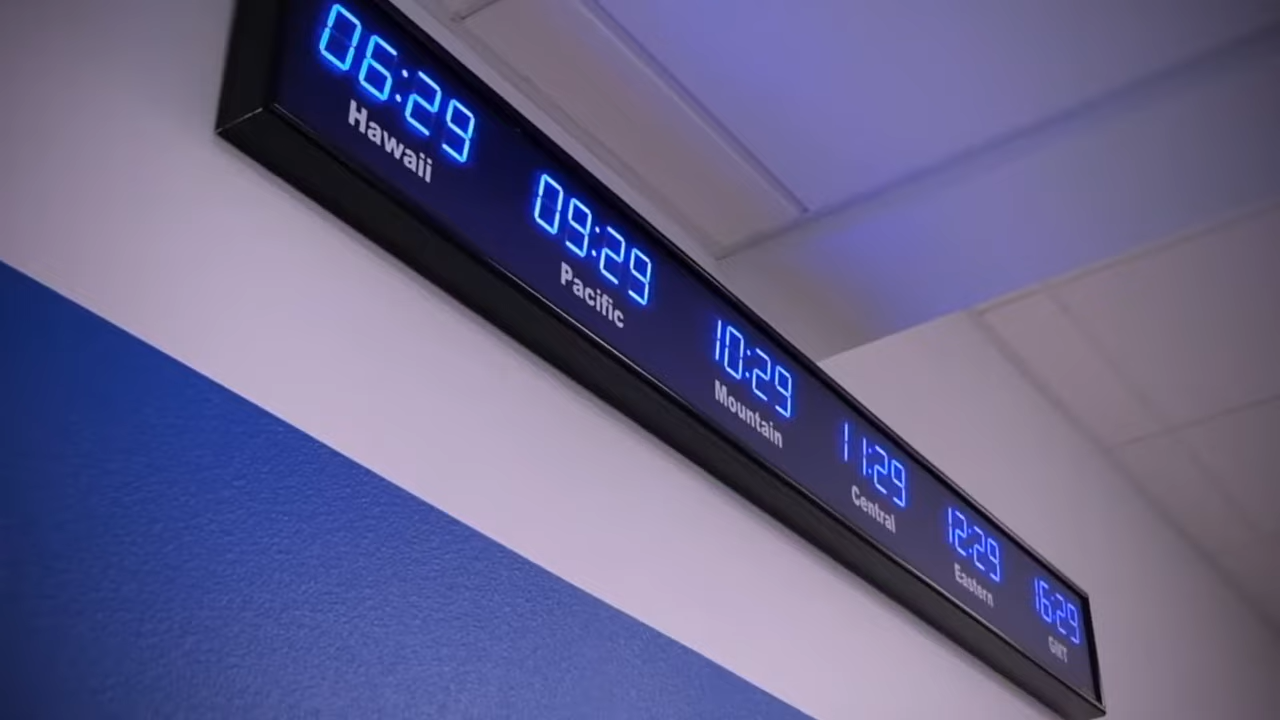 06:29
Hawaii
09:29
Pacific
10:29
Mountain
11:29
Central
12:29
Eastern
16:29
GMT